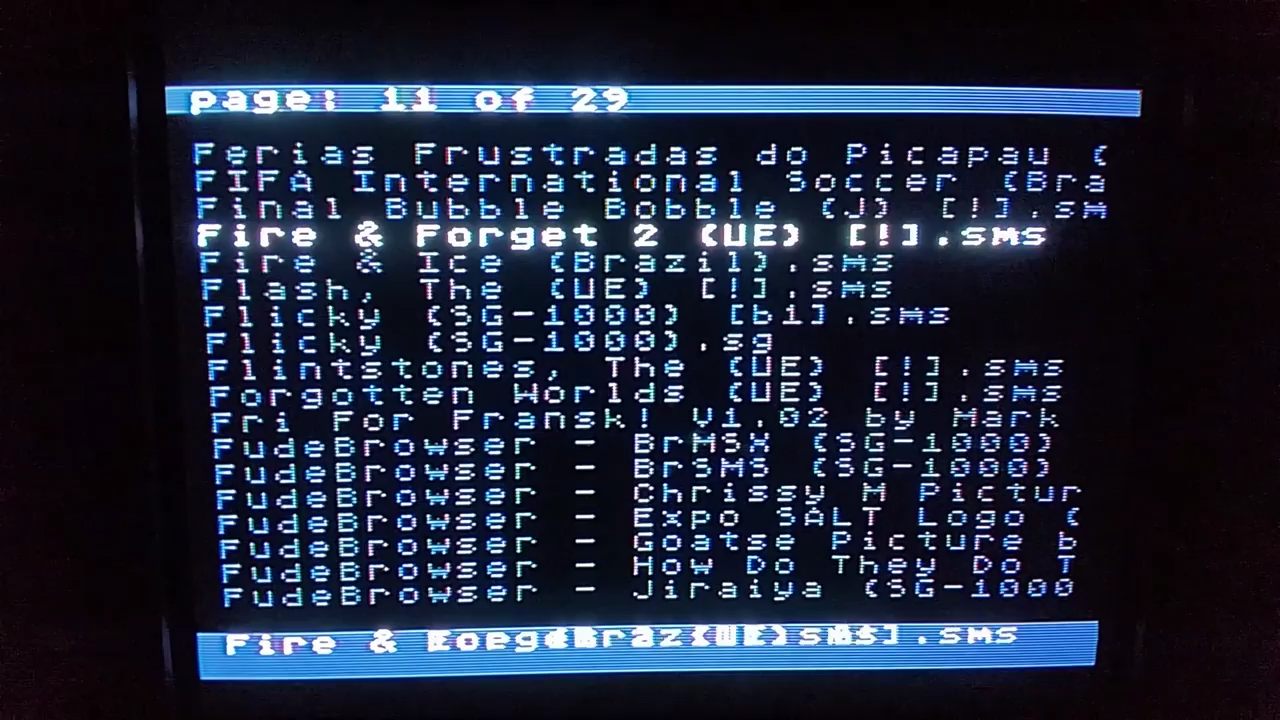 page: 11 of 29
Ferias Frustradas do Picapau (
FIFA International Soccer (Bra
Final Bubble Bobble (J) [!].sm
Fire & Forget 2 (UE) [!].sms
Fire & Ice (Brazil).sms
Flash, The (UE) [!].sms
Flicky (SG-1000) [b1].sms
Flicky (SG-1000).sg
Flintstones, The (UE) [!].sms
Forgotten Worlds (UE) [!].sms
Fri For Fransk! V1.02 by Mark
FudeBrowser - BrMSX (SG-1000)
FudeBrowser - BrSMS (SG-1000)
FudeBrowser - Chrissy M Pictur
FudeBrowser - Expo SALT Logo (
FudeBrowser - Goatse Picture b
FudeBrowser - How Do They Do T
FudeBrowser - Jiraiya (SG-1000
Fire & .sms